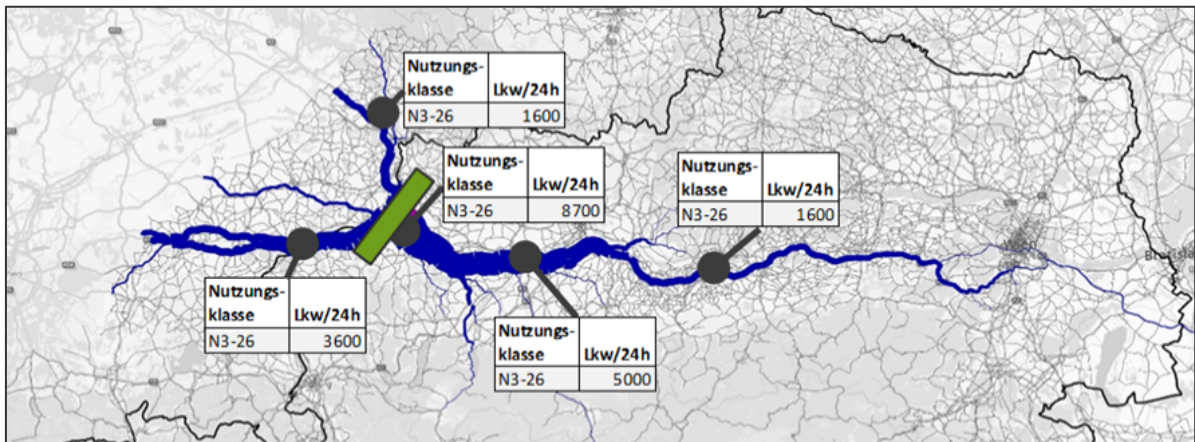 Nutzungs-
klasse Lkw/24h
N3-26 1600
Nutzungs-
klasse Lkw/24h
N3-26 8700
Nutzungs-
klasse Lkw/24h
N3-26 1600
Nutzungs-
klasse Lkw/24h
N3-26 3600
Nutzungs-
klasse Lkw/24h
N3-26 5000